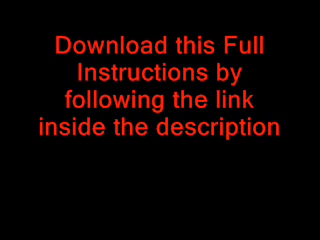 Download this Full
Instructions by
following the link
inside the description